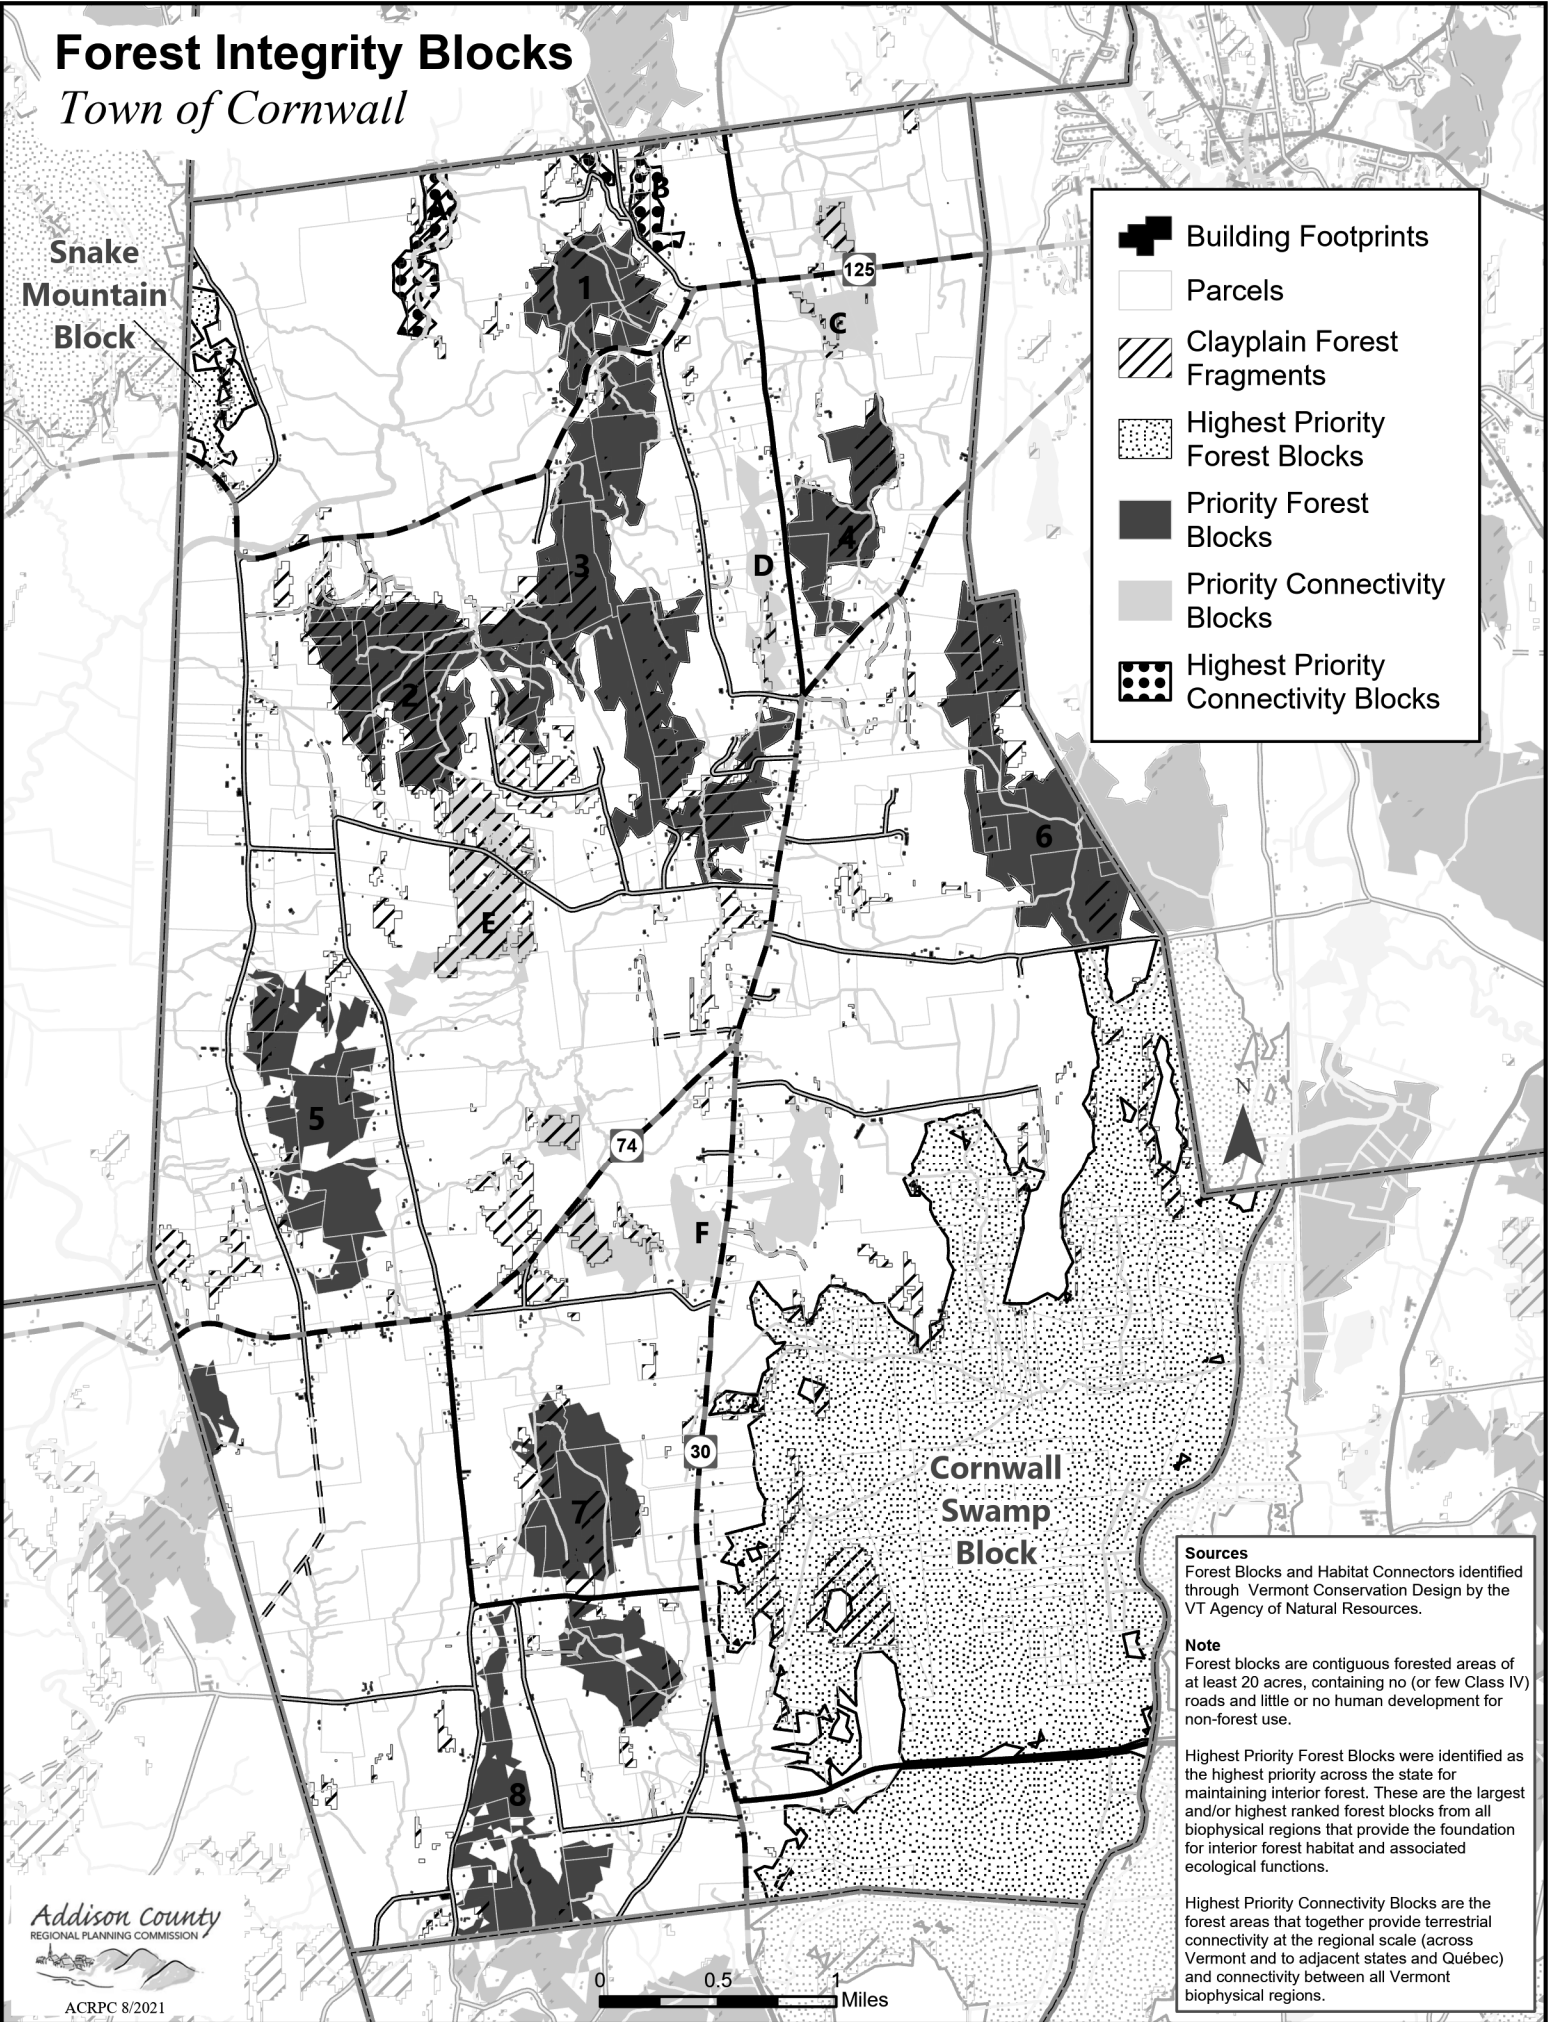 Forest Integrity Blocks
Town of Cornwall
Snake
Mountain
Block
A
B
1
125
C
3
D
4
2
6
E
5
74
F
30
7
8
Cornwall
Swamp
Block
Building Footprints
Parcels
Clayplain Forest
Fragments
Highest Priority
Forest Blocks
Priority Forest
Blocks
Priority Connectivity
Blocks
Highest Priority
Connectivity Blocks
N
Sources
Forest Blocks and Habitat Connectors identified
through Vermont Conservation Design by the
VT Agency of Natural Resources.
Note
Forest blocks are contiguous forested areas of
at least 20 acres, containing no (or few Class IV)
roads and little or no human development for
non-forest use.
Highest Priority Forest Blocks were identified as
the highest priority across the state for
maintaining interior forest. These are the largest
and/or highest ranked forest blocks from all
biophysical regions that provide the foundation
for interior forest habitat and associated
ecological functions.
Highest Priority Connectivity Blocks are the
forest areas that together provide terrestrial
connectivity at the regional scale (across
Vermont and to adjacent states and Québec)
and connectivity between all Vermont
biophysical regions.
Addison County
REGIONAL PLANNING COMMISSION
ACRPC 8/2021
0 0.5 1
Miles